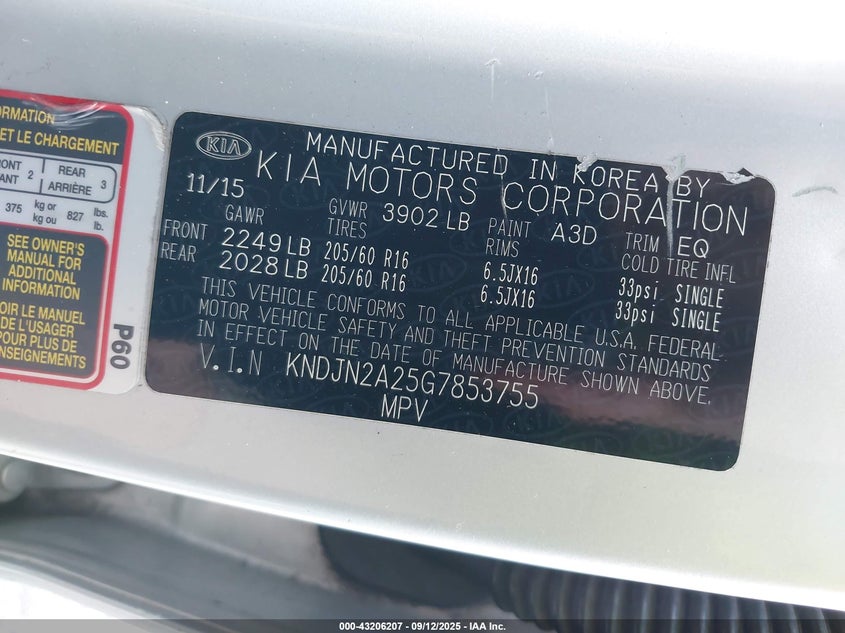 ORMATION
ET LE CHARGEMENT
ONT 2 REAR 3
ANT ARRIÈRE
375 kg or 827 lbs.
kg ou lb.
SEE OWNER'S
MANUAL FOR
ADDITIONAL
INFORMATION
OIR LE MANUEL
E L'USAGER
OUR PLUS DE
ENSEIGNEMENTS
P60
KIA
MANUFACTURED IN KOREA BY
KIA MOTORS CORPORATION
11/15
GAWR GVWR 3902 LB PAINT A3D TRIM EQ
TIRES RIMS COLD TIRE INFL
FRONT 2249 LB 205/60 R16 6.5JX16 33psi SINGLE
REAR 2028 LB 205/60 R16 6.5JX16 33psi SINGLE
THIS VEHICLE CONFORMS TO ALL APPLICABLE U.S.A. FEDERAL
MOTOR VEHICLE SAFETY AND THEFT PREVENTION STANDARDS
IN EFFECT ON THE DATE OF MANUFACTURE SHOWN ABOVE.
V.I.N KNDJN2A25G7853755
MPV
000-43206207 - 09/12/2025 - IAA Inc.